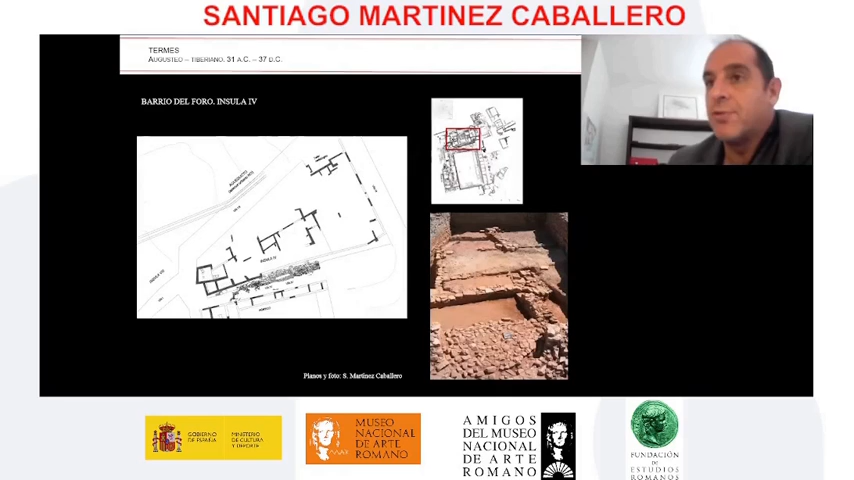 SANTIAGO MARTINEZ CABALLERO
TERMES
AUGUSTEO – TIBERIANO. 31 A.C. – 37 D.C.
BARRIO DEL FORO. INSULA IV
Planos y foto: S. Martínez Caballero
GOBIERNO
DE ESPAÑA
MINISTERIO
DE CULTURA
Y DEPORTE
MUSEO
NACIONAL
DE ARTE
ROMANO
AMIGOS
DEL MUSEO
NACIONAL
DE ARTE
ROMANO
FUNDACIÓN
DE
ESTUDIOS
ROMANOS